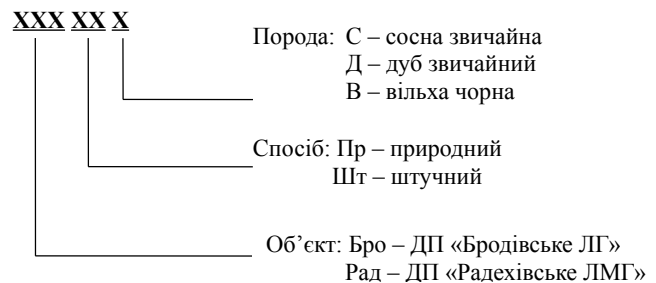 ХХХ ХХ Х
Порода: С – сосна звичайна
Д – дуб звичайний
В – вільха чорна
Спосіб: Пр – природний
Шт – штучний
Об’єкт: Бро – ДП «Бродівське ЛГ»
Рад – ДП «Радехівське ЛМГ»